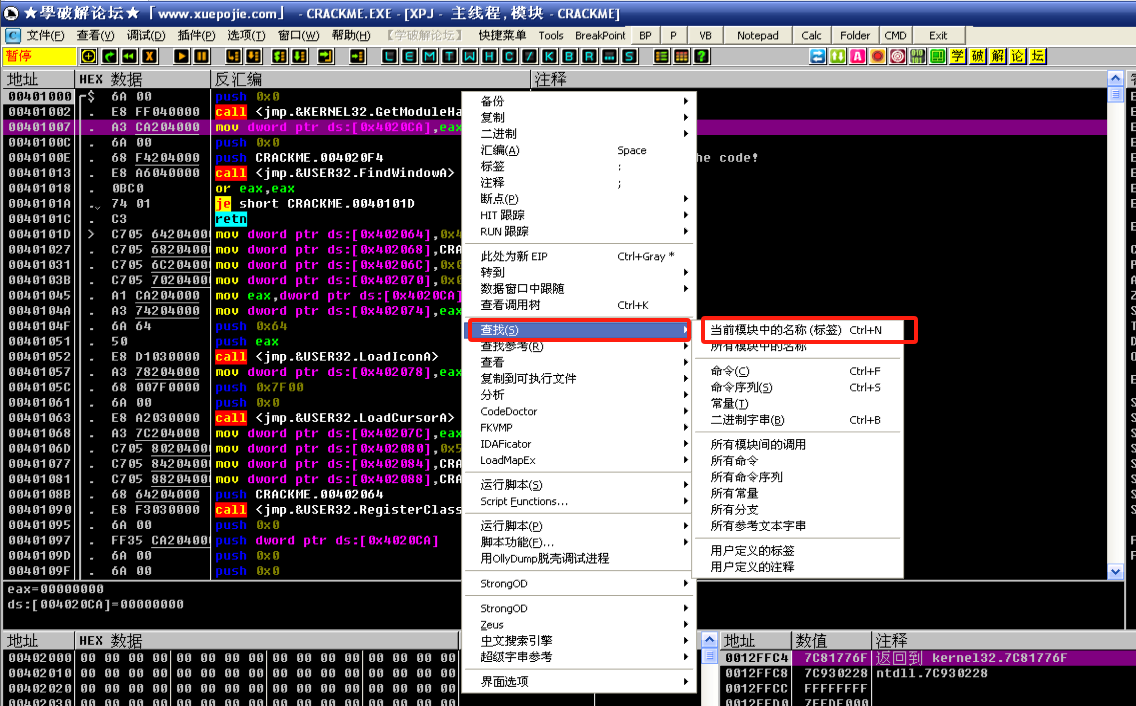 ★学破解论坛★「www.xuepojie.com」 - CRACKME.EXE - [XPJ - 主线程,模块 - CRACKME]
文件(F) 查看(V) 调试(D) 插件(P) 选项(T) 窗口(W) 帮助(H) 【学破解论坛】 快捷菜单 Tools BreakPoint BP P VB Notepad Calc Folder CMD Exit
暂停 L E M T W H C / K B R ... S ? A 学 破 解 论 坛
地址 HEX 数据 反汇编 注释
00401000 $ 6A 00 push 0x0
00401002 . E8 FF040000 call <jmp.&KERNEL32.GetModuleHa
00401007 . A3 CA204000 mov dword ptr ds:[0x4020CA],eax
0040100C . 6A 00 push 0x0
0040100E . 68 F4204000 push CRACKME.004020F4 he code!
00401013 . E8 A6040000 call <jmp.&USER32.FindWindowA>
00401018 . 0BC0 or eax,eax
0040101A . 74 01 je short CRACKME.0040101D
0040101C . C3 retn
0040101D > C705 64204000 mov dword ptr ds:[0x402064],0x4
00401027 . C705 68204000 mov dword ptr ds:[0x402068],CRA
00401031 . C705 6C204000 mov dword ptr ds:[0x40206C],0x0
0040103B . C705 70204000 mov dword ptr ds:[0x402070],0x0
00401045 . A1 CA204000 mov eax,dword ptr ds:[0x4020CA]
0040104A . A3 74204000 mov dword ptr ds:[0x402074],eax
0040104F . 6A 64 push 0x64
00401051 . 50 push eax
00401052 . E8 D1030000 call <jmp.&USER32.LoadIconA>
00401057 . A3 78204000 mov dword ptr ds:[0x402078],eax
0040105C . 68 007F0000 push 0x7F00
00401061 . 6A 00 push 0x0
00401063 . E8 A2030000 call <jmp.&USER32.LoadCursorA>
00401068 . A3 7C204000 mov dword ptr ds:[0x40207C],eax
0040106D . C705 80204000 mov dword ptr ds:[0x402080],0x5
00401077 . C705 84204000 mov dword ptr ds:[0x402084],CRA
00401081 . C705 88204000 mov dword ptr ds:[0x402088],CRA
0040108B . 68 64204000 push CRACKME.00402064
00401090 . E8 F3030000 call <jmp.&USER32.RegisterClass
00401095 . 6A 00 push 0x0
00401097 . FF35 CA204000 push dword ptr ds:[0x4020CA]
0040109D . 6A 00 push 0x0
0040109F . 6A 00 push 0x0
eax=00000000
ds:[004020CA]=00000000
备份
复制
二进制
汇编(A) Space
标签 :
注释 ;
断点(P)
HIT 跟踪
RUN 跟踪
此处为新 EIP Ctrl+Gray *
转到
数据窗口中跟随
查看调用树 Ctrl+K
查找(S)
查找参考(R)
查看
复制到可执行文件
分析
CodeDoctor
FKVMP
IDAFicator
LoadMapEx
运行脚本(S)
Script Functions...
运行脚本(P)
脚本功能(F)...
用OllyDump脱壳调试进程
StrongOD
StrongOD
Zeus
中文搜索引擎
超级字串参考
界面选项
当前模块中的名称 (标签) Ctrl+N
所有模块中的名称
命令(C) Ctrl+F
命令序列(S) Ctrl+S
常量(T)
二进制字串(B) Ctrl+B
所有模块间的调用
所有命令
所有命令序列
所有常量
所有分支
所有参考文本字串
用户定义的标签
用户定义的注释
地址 HEX 数据
00402000 00 00 00 00 00 00 00 00 00 00 00 00 00 00 00 00
00402010 00 00 00 00 00 00 00 00 00 00 00 00 00 00 00 00
00402020 00 00 00 00 00 00 00 00 00 00 00 00 00 00 00 00
00402030 00 00 00 00 00 00 00 00 00 00 00 00 00 00 00 00
地址 数值 注释
0012FFC4 7C81776F 返回到 kernel32.7C81776F
0012FFC8 7C930228 ntdll.7C930228
0012FFCC FFFFFFFF
0012FFD0 7FFDF000